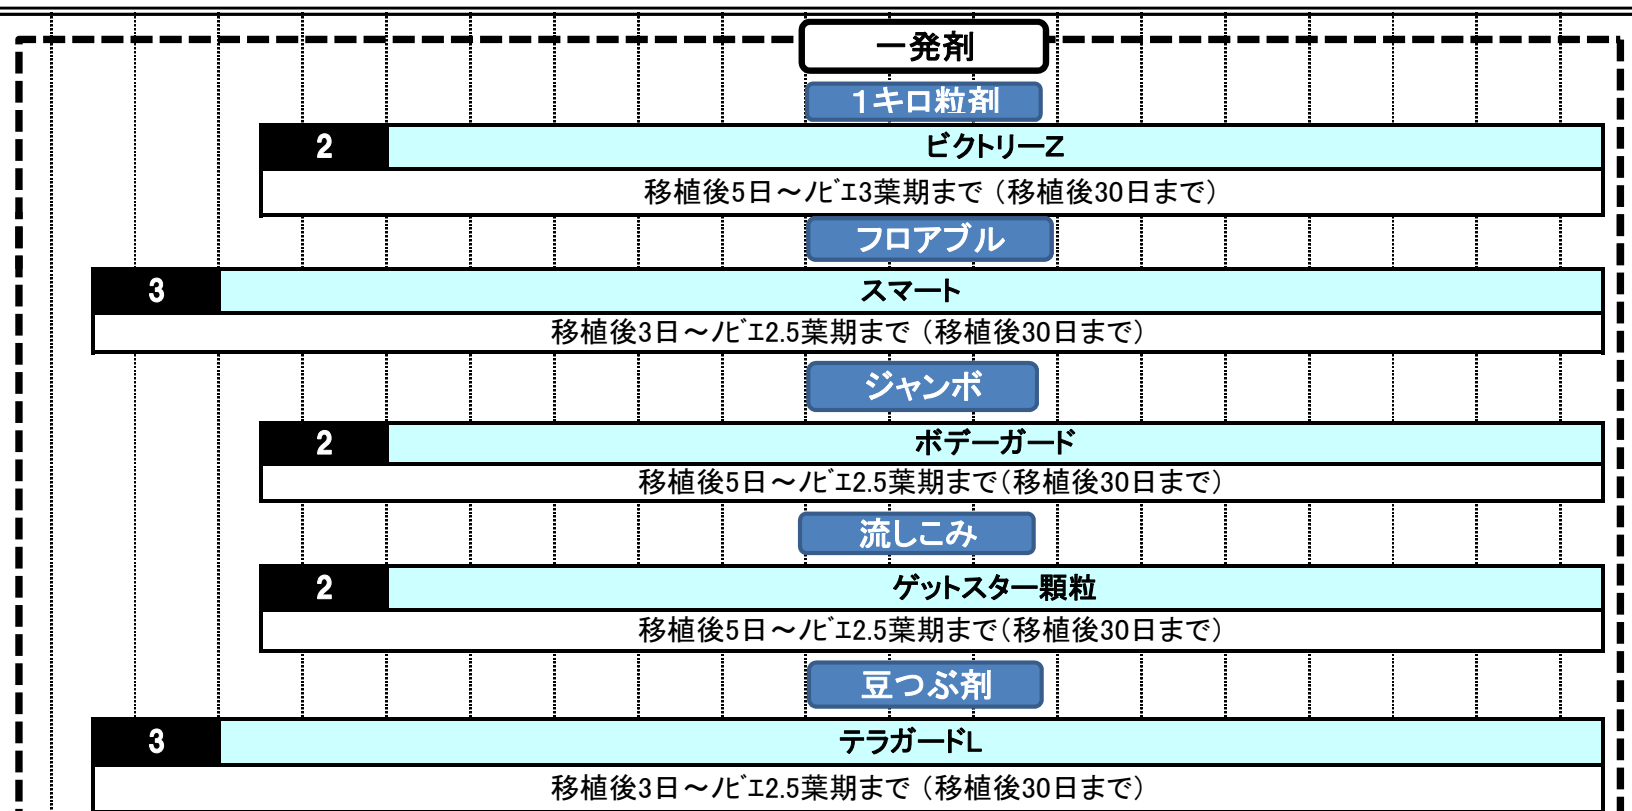 一発剤
1キロ粒剤
2 ビクトリーZ
移植後5日～ノビエ3葉期まで（移植後30日まで）
フロアブル
3 スマート
移植後3日～ノビエ2.5葉期まで（移植後30日まで）
ジャンボ
2 ボデーガード
移植後5日～ノビエ2.5葉期まで(移植後30日まで)
流しこみ
2 ゲットスター顆粒
移植後5日～ノビエ2.5葉期まで(移植後30日まで)
豆つぶ剤
3 テラガードL
移植後3日～ノビエ2.5葉期まで（移植後30日まで）